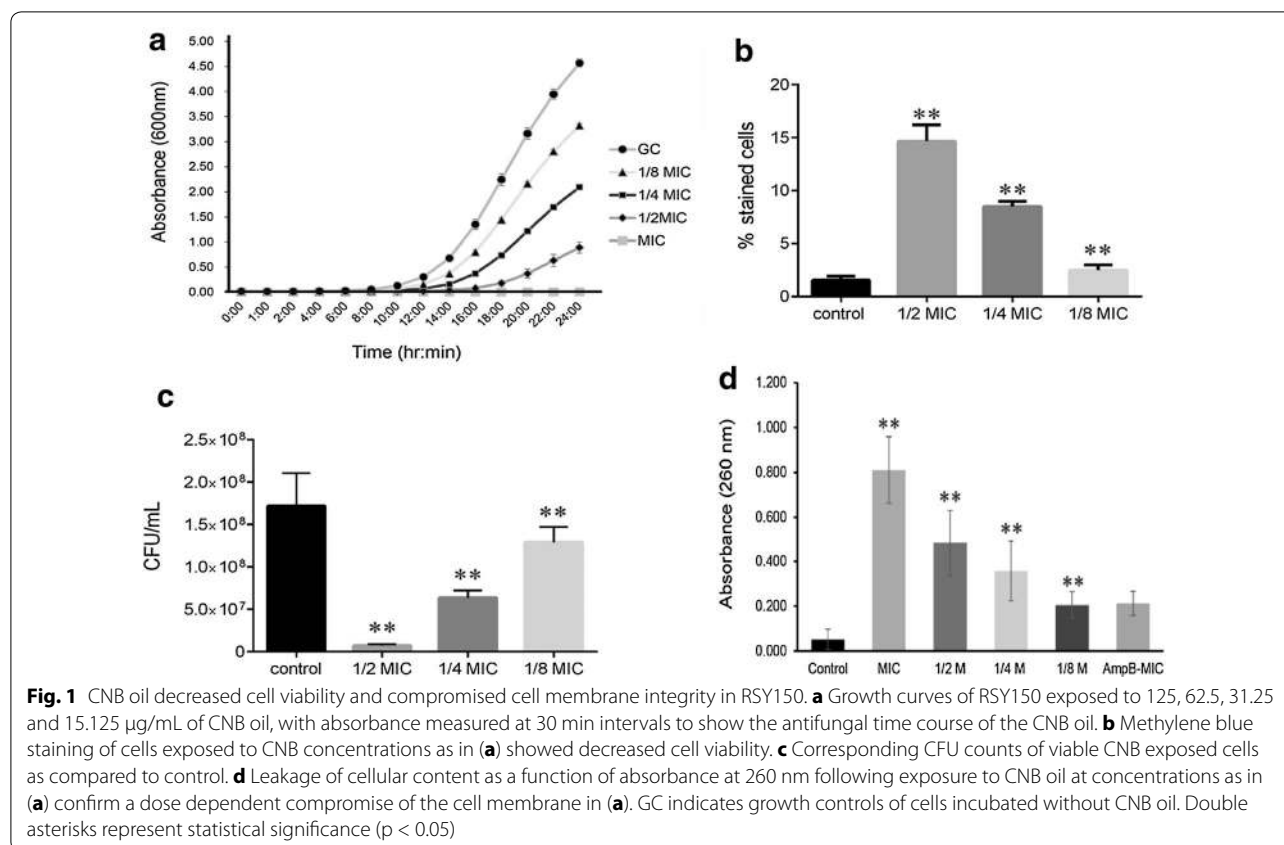 a
5.00
4.50
4.00
3.50
3.00
2.50
2.00
1.50
1.00
0.50
0.00
Absorbance (600nm)
0:00 1:00 2:00 4:00 6:00 8:00 10:00 12:00 14:00 16:00 18:00 20:00 22:00 24:00
Time (hr:min)
GC
1/8 MIC
1/4 MIC
1/2MIC
MIC
b
20
15
10
5
0
% stained cells
**
**
**
control 1/2 MIC 1/4 MIC 1/8 MIC
c
2.5×10⁸
2.0×10⁸
1.5×10⁸
1.0×10⁸
5.0×10⁷
0
CFU/mL
**
**
**
control 1/2 MIC 1/4 MIC 1/8 MIC
d
1.200
1.000
0.800
0.600
0.400
0.200
0.000
Absorbance (260 nm)
**
**
**
**
Control MIC 1/2 M 1/4 M 1/8 M AmpB-MIC
Fig. 1 CNB oil decreased cell viability and compromised cell membrane integrity in RSY150. a Growth curves of RSY150 exposed to 125, 62.5, 31.25
and 15.125 µg/mL of CNB oil, with absorbance measured at 30 min intervals to show the antifungal time course of the CNB oil. b Methylene blue
staining of cells exposed to CNB concentrations as in (a) showed decreased cell viability. c Corresponding CFU counts of viable CNB exposed cells
as compared to control. d Leakage of cellular content as a function of absorbance at 260 nm following exposure to CNB oil at concentrations as in
(a) confirm a dose dependent compromise of the cell membrane in (a). GC indicates growth controls of cells incubated without CNB oil. Double
asterisks represent statistical significance (p < 0.05)